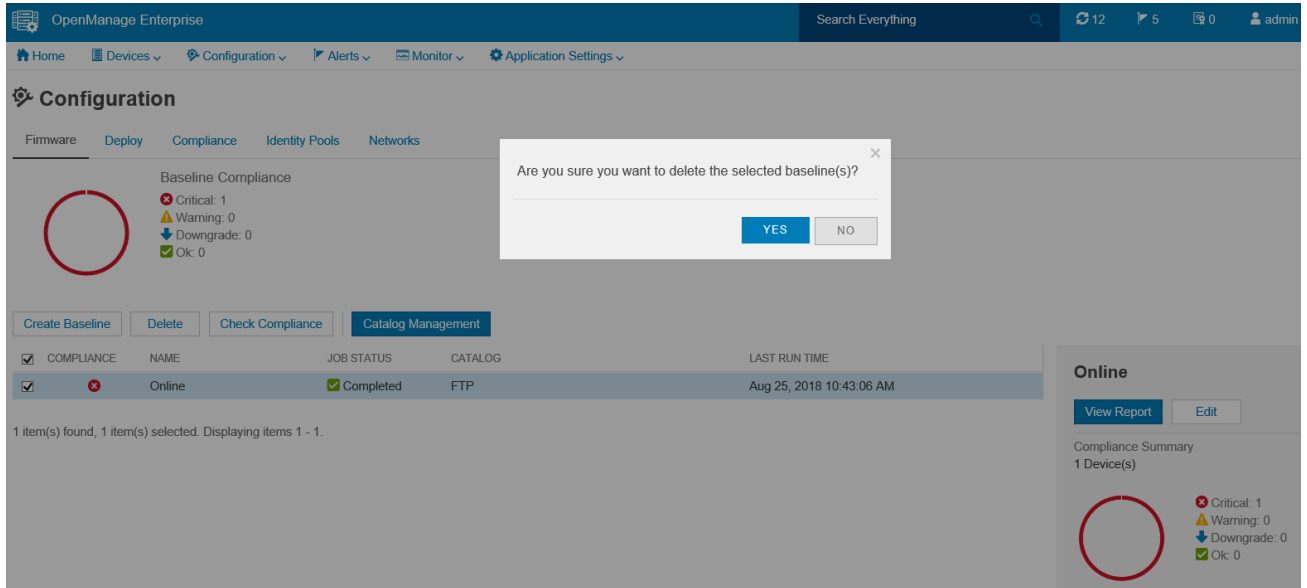 OpenManage Enterprise
Search Everything
12 5 0 admin
Home Devices Configuration Alerts Monitor Application Settings
Configuration
Firmware Deploy Compliance Identity Pools Networks
Are you sure you want to delete the selected baseline(s)?
YES NO
Baseline Compliance
Critical: 1
Warning: 0
Downgrade: 0
Ok: 0
Create Baseline Delete Check Compliance Catalog Management
COMPLIANCE NAME JOB STATUS CATALOG LAST RUN TIME
Online Completed FTP Aug 25, 2018 10:43:06 AM
1 item(s) found, 1 item(s) selected. Displaying items 1 - 1.
Online
View Report Edit
Compliance Summary
1 Device(s)
Critical: 1
Warning: 0
Downgrade: 0
Ok: 0